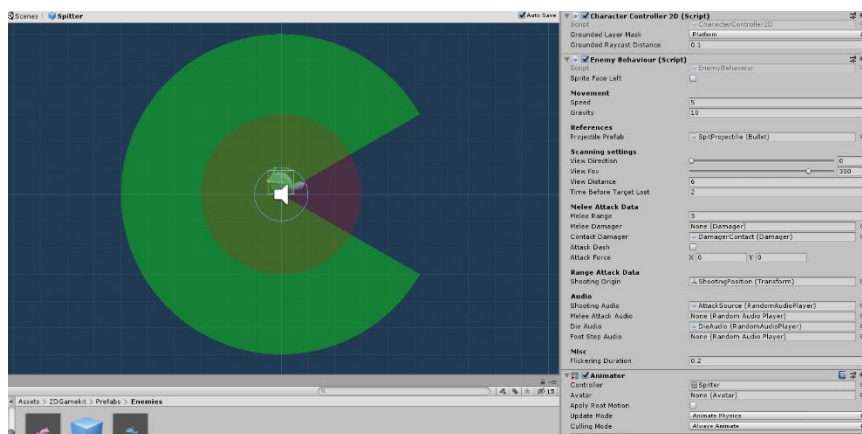 Scenes | Spitter
Auto Save
Character Controller 2D (Script)
Script CharacterController2D
Grounded Layer Mask Platform
Grounded Raycast Distance 0.1
Enemy Behaviour (Script)
Script EnemyBehaviour
Sprite Face Left
Movement
Speed 5
Gravity 10
References
Projectile Prefab SpitProjectile (Bullet)
Scanning settings
View Direction 0
View Fov 300
View Distance 6
Time Before Target Lost 2
Melee Attack Data
Melee Range 3
Melee Damager None (Damager)
Contact Damager DamagerContact (Damager)
Attack Dash
Attack Force X 0 Y 0
Range Attack Data
Shooting Origin ShootingPosition (Transform)
Audio
Shooting Audio AttackSource (RandomAudioPlayer)
Melee Attack Audio None (Random Audio Player)
Die Audio DieAudio (RandomAudioPlayer)
Foot Step Audio None (Random Audio Player)
Misc
Flickering Duration 0.2
Animator
Controller Spitter
Avatar None (Avatar)
Apply Root Motion
Update Mode Animate Physics
Culling Mode Always Animate
15
Assets > 2DGamekit > Prefabs > Enemies